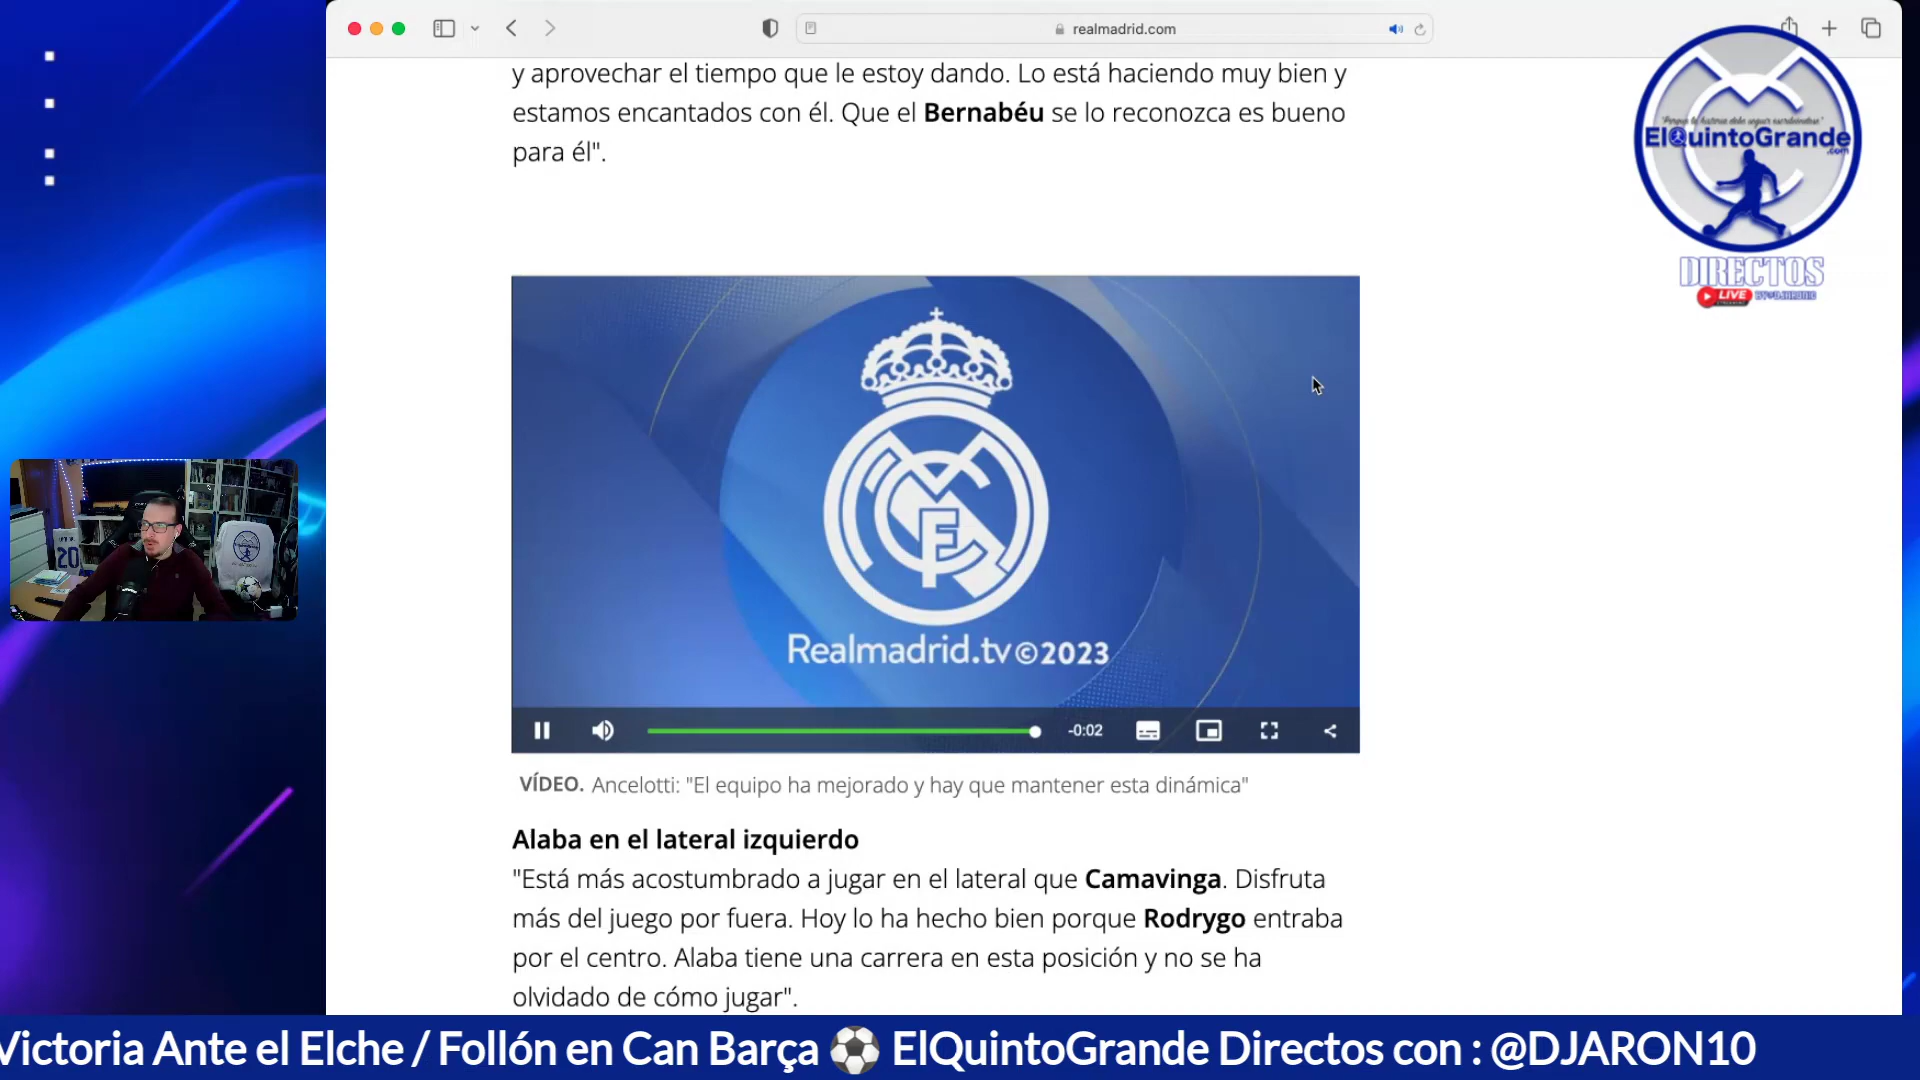 realmadrid.com
y aprovechar el tiempo que le estoy dando. Lo está haciendo muy bien y
estamos encantados con él. Que el Bernabéu se lo reconozca es bueno
para él".
ElQuintoGrande
.com
DIRECTOS
LIVE
Realmadrid.tv©2023
-0:02
20
VÍDEO. Ancelotti: "El equipo ha mejorado y hay que mantener esta dinámica"
Alaba en el lateral izquierdo
"Está más acostumbrado a jugar en el lateral que Camavinga. Disfruta
más del juego por fuera. Hoy lo ha hecho bien porque Rodrygo entraba
por el centro. Alaba tiene una carrera en esta posición y no se ha
olvidado de cómo jugar".
Victoria Ante el Elche / Follón en Can Barça ⚽ ElQuintoGrande Directos con : @DJARON10